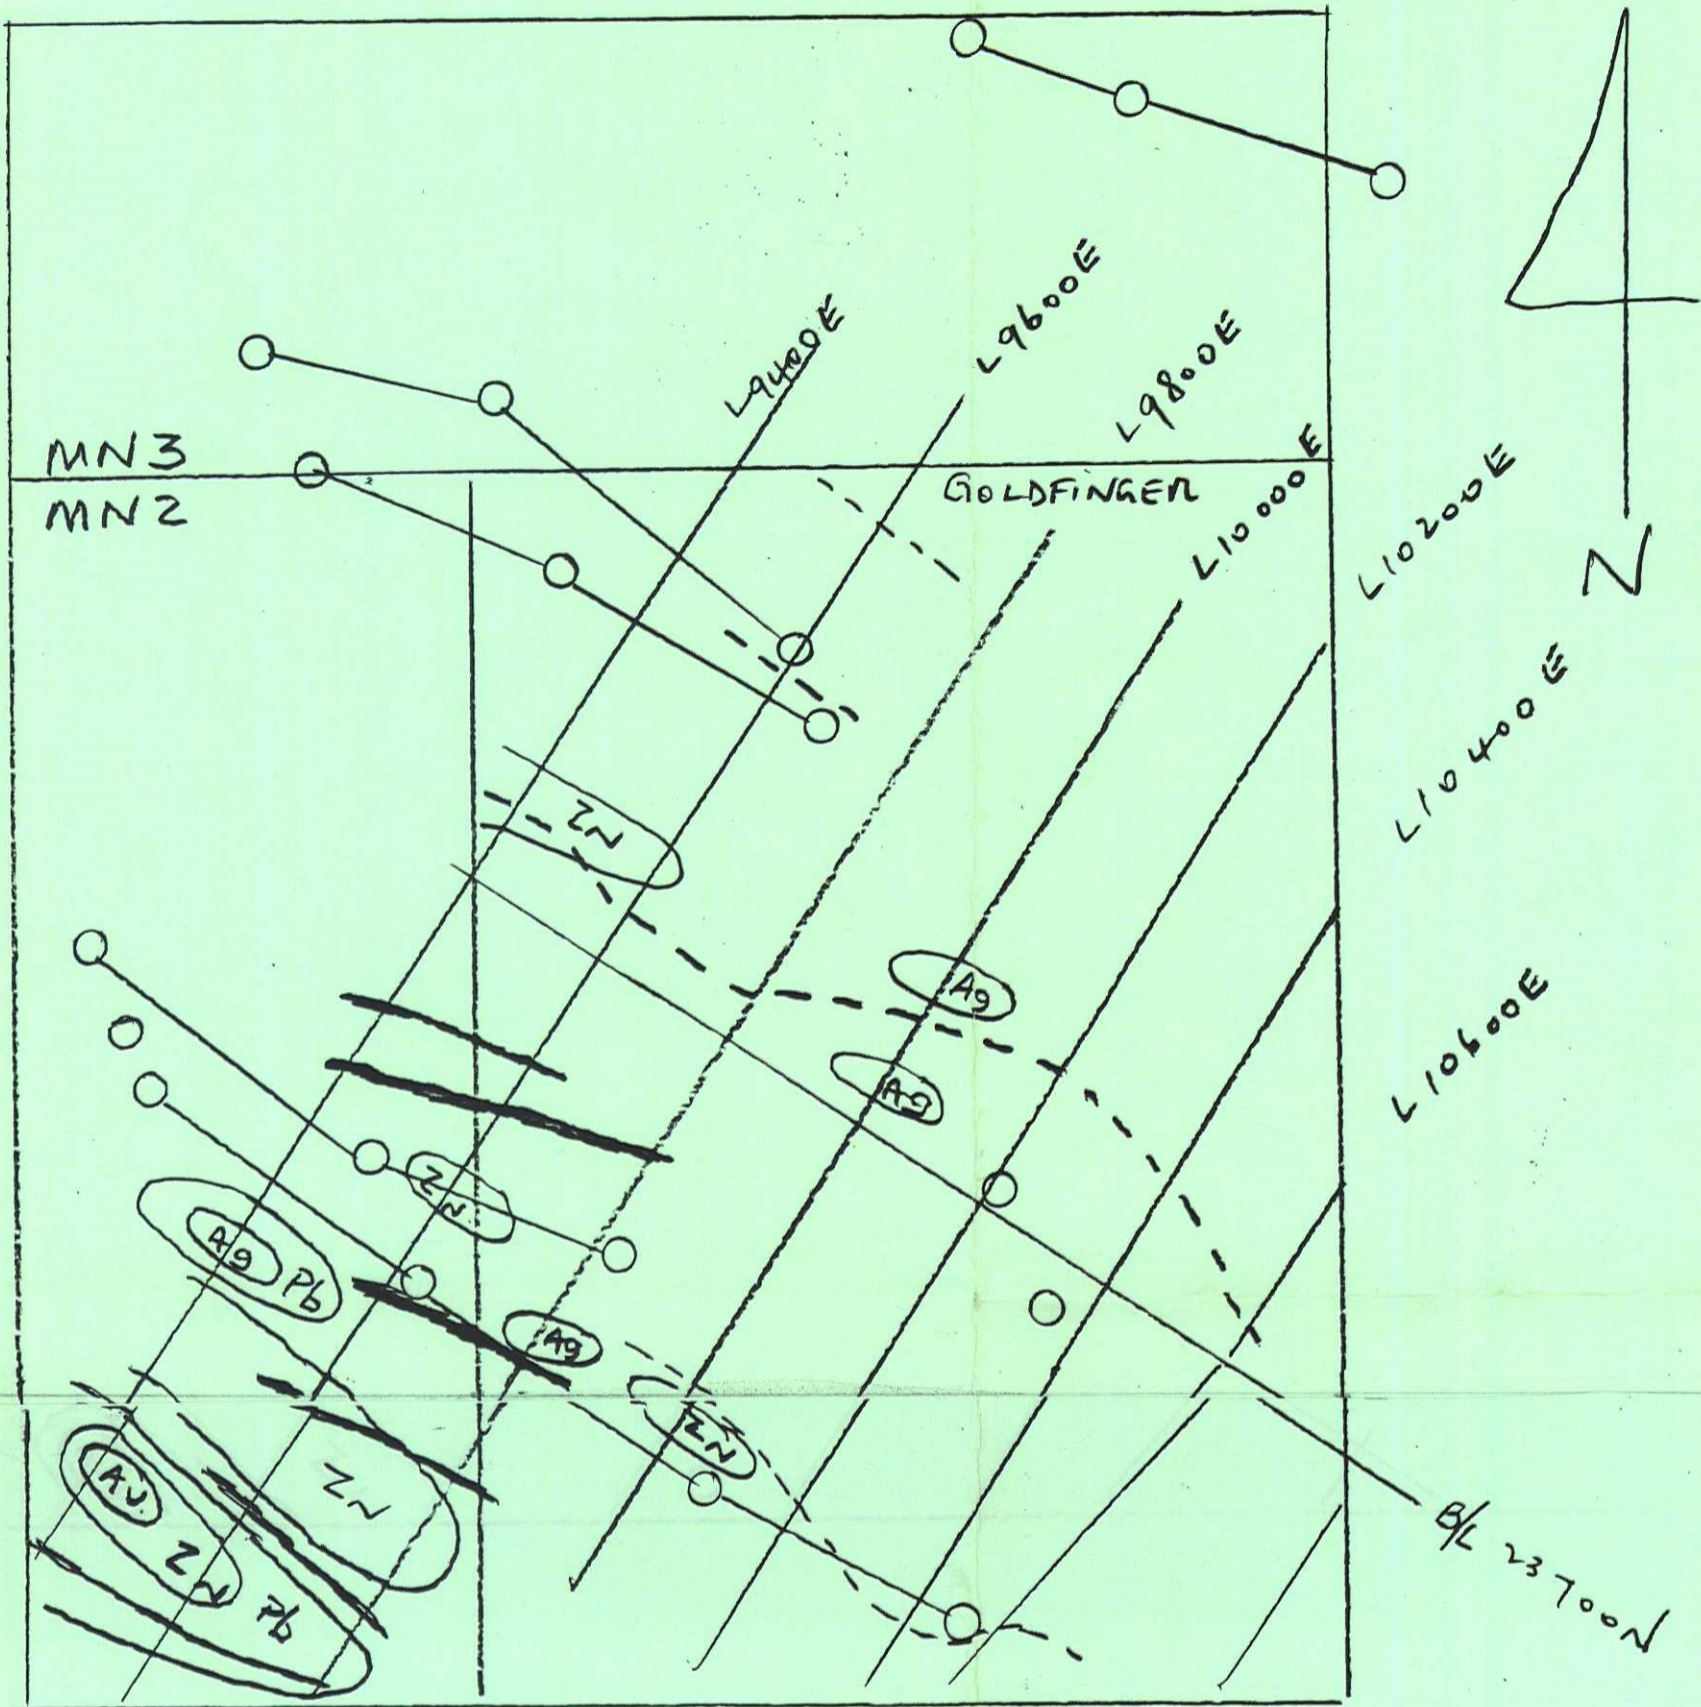 L9400E
L9600E
L9800E
L10000E
L10200E
L10400E
L10600E
MN3
MN2
GOLDFINGER
N
ZN
Ag
Ag
ZN
Ag Pb
Ag
ZN
ZN
Au
ZN Pb
B/L 23700N